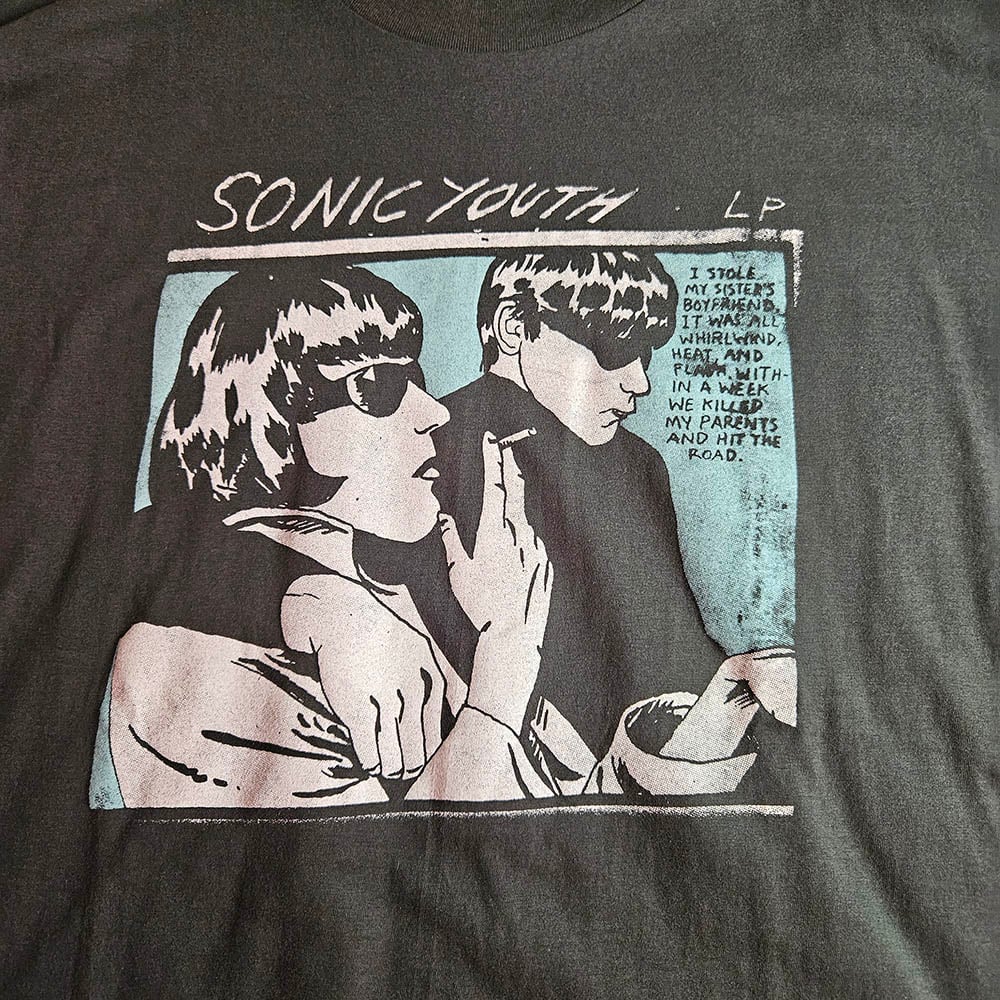 SONIC YOUTH LP
I STOLE
MY SISTER'S
BOYFRIEND.
IT WAS ALL
WHIRLWIND,
HEAT, AND
FLASH. WITH-
IN A WEEK
WE KILLED
MY PARENTS
AND HIT THE
ROAD.